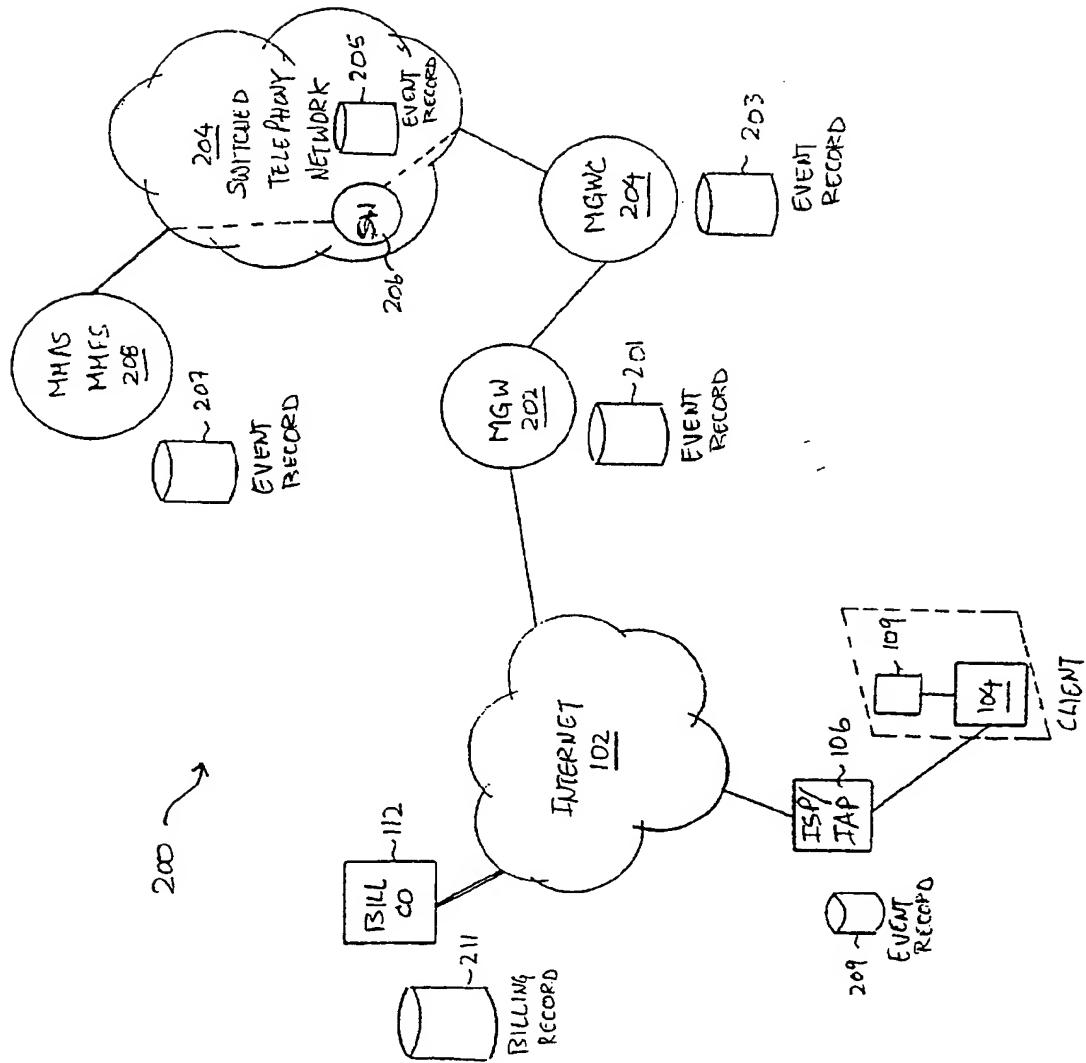 204
SWITCHED
TELEPHONY
NETWORK
205
EVENT
RECORD
SN
206
MMAS
MMFS
208
207
EVENT
RECORD
MGWC
204
203
EVENT
RECORD
MGW
202
201
EVENT
RECORD
200
INTERNET
102
BILL
CO
112
211
BILLING
RECORD
ISP/
IAP
106
209
EVENT
RECORD
109
104
CLIENT